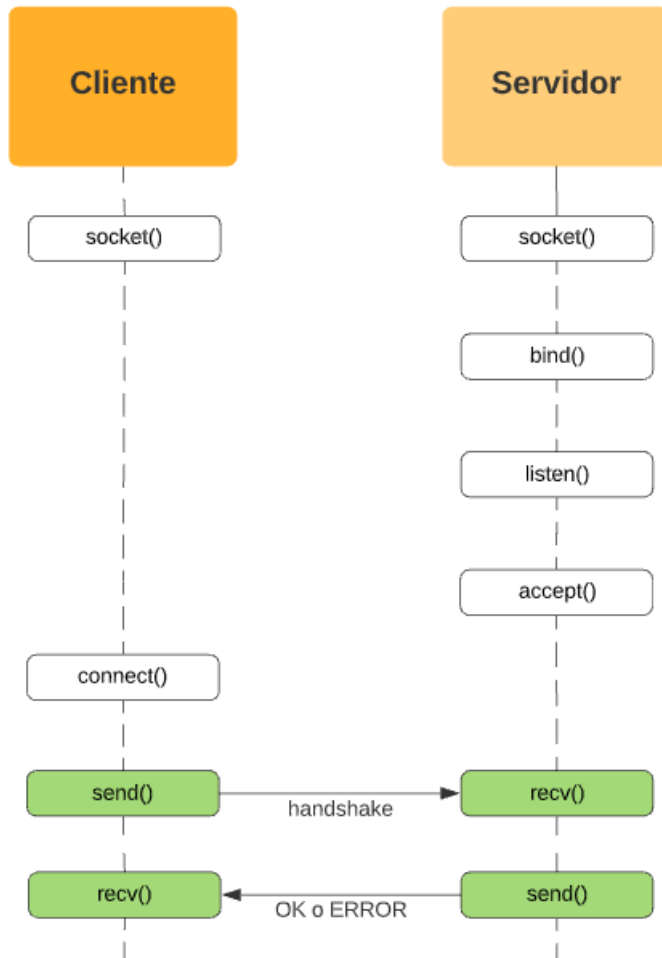 Cliente
Servidor
socket()
socket()
bind()
listen()
accept()
connect()
send()
handshake
recv()
recv()
OK o ERROR
send()